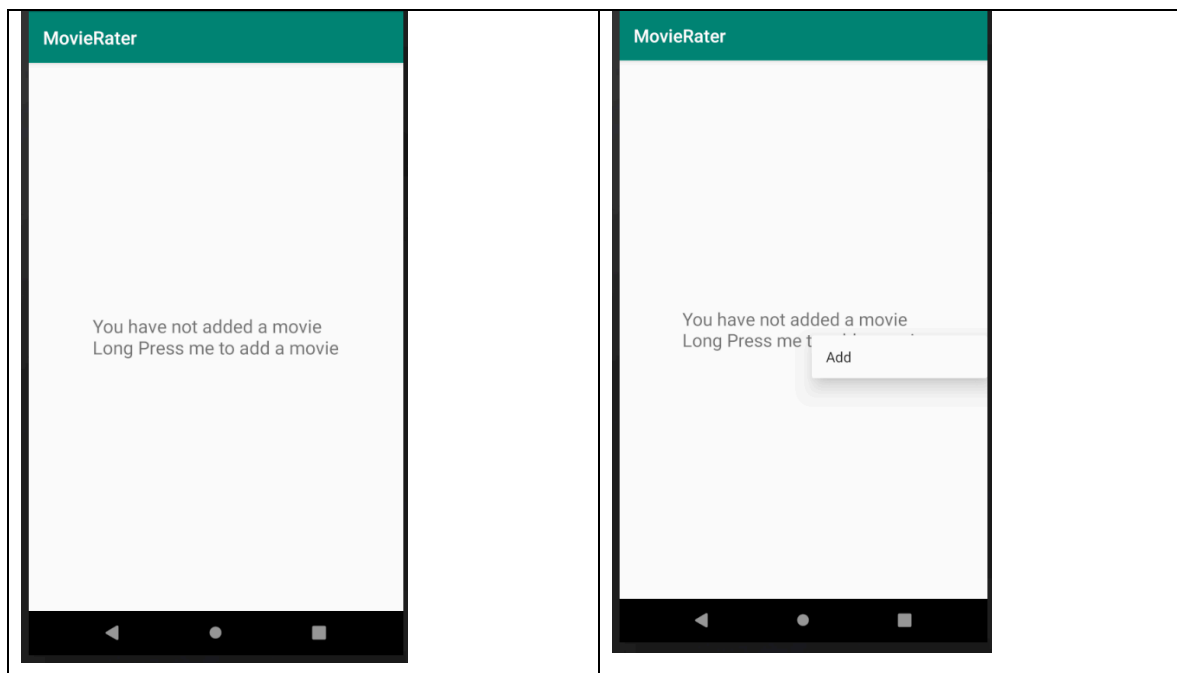 MovieRater
You have not added a movie
Long Press me to add a movie
MovieRater
You have not added a movie
Long Press me
Add